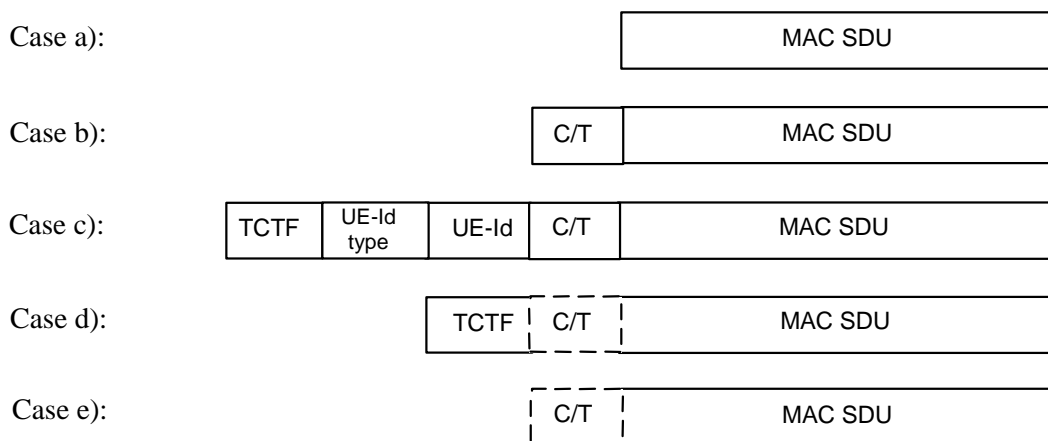 Case a): MAC SDU
Case b): C/T MAC SDU
Case c): TCTF UE-Id type UE-Id C/T MAC SDU
Case d): TCTF C/T MAC SDU
Case e): C/T MAC SDU